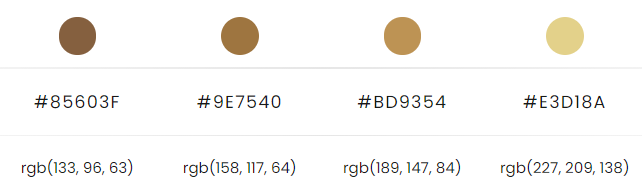 #85603F #9E7540 #BD9354 #E3D18A
rgb(133, 96, 63) rgb(158, 117, 64) rgb(189, 147, 84) rgb(227, 209, 138)